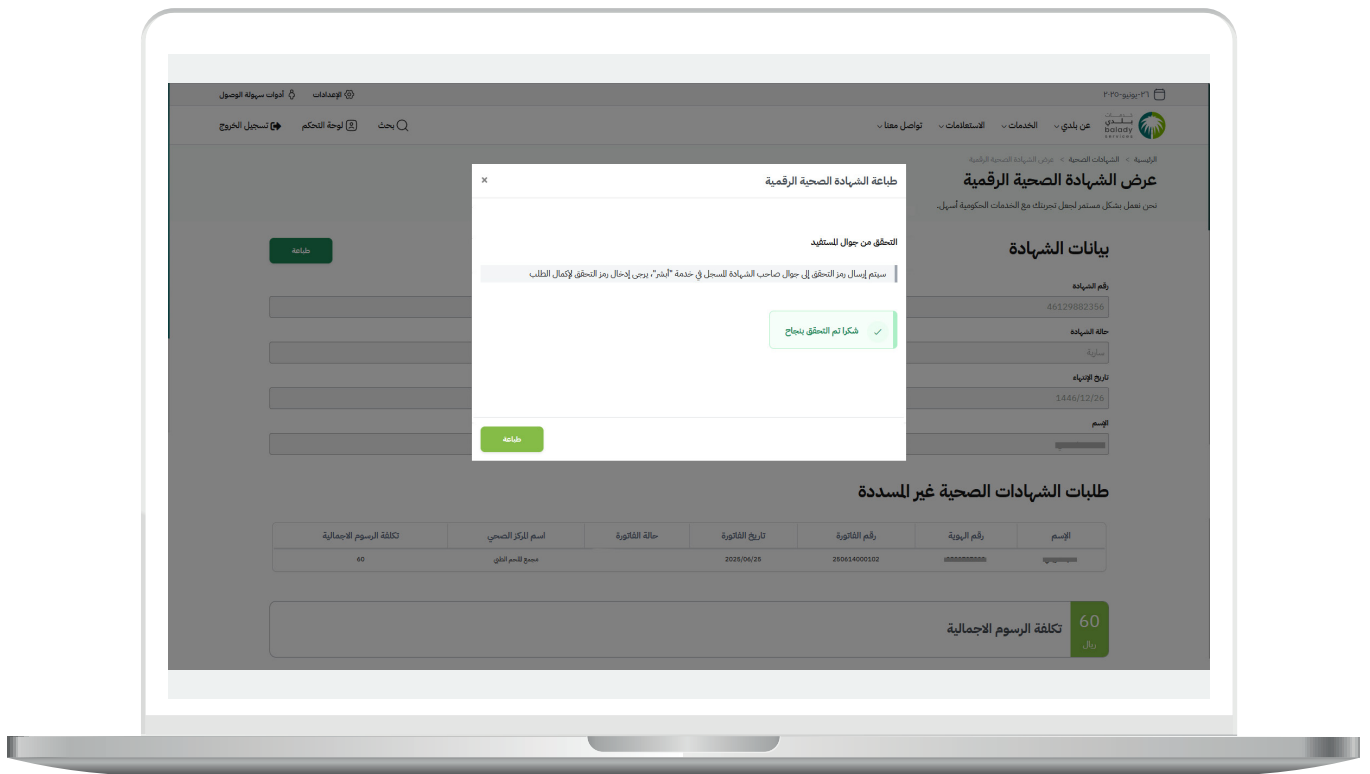 ٢٦-يونيو-٢٠٢٥
الإعدادات
أدوات سهولة الوصول
بلدي
balady
عن بلدي
الخدمات
الاستعلامات
تواصل معنا
بحث
لوحة التحكم
تسجيل الخروج
الرئيسية > الشهادات الصحية > عرض الشهادة الصحية الرقمية
عرض الشهادة الصحية الرقمية
نحن نعمل بشكل مستمر لجعل تجربتك مع الخدمات الحكومية أسهل.
طباعة الشهادة الصحية الرقمية
×
التحقق من جوال المستفيد
سيتم إرسال رمز التحقق إلى جوال صاحب الشهادة المسجل في خدمة "أبشر"، يرجى إدخال رمز التحقق لإكمال الطلب
شكرا تم التحقق بنجاح
طباعة
بيانات الشهادة
طباعة
رقم الشهادة
46129882356
حالة الشهادة
سارية
تاريخ الإنتهاء
1446/12/26
الإسم
طلبات الشهادات الصحية غير المسددة
الإسم
رقم الهوية
رقم الفاتورة
تاريخ الفاتورة
حالة الفاتورة
اسم المركز الصحي
تكلفة الرسوم الاجمالية
250614000102
60
60
ريال
تكلفة الرسوم الاجمالية